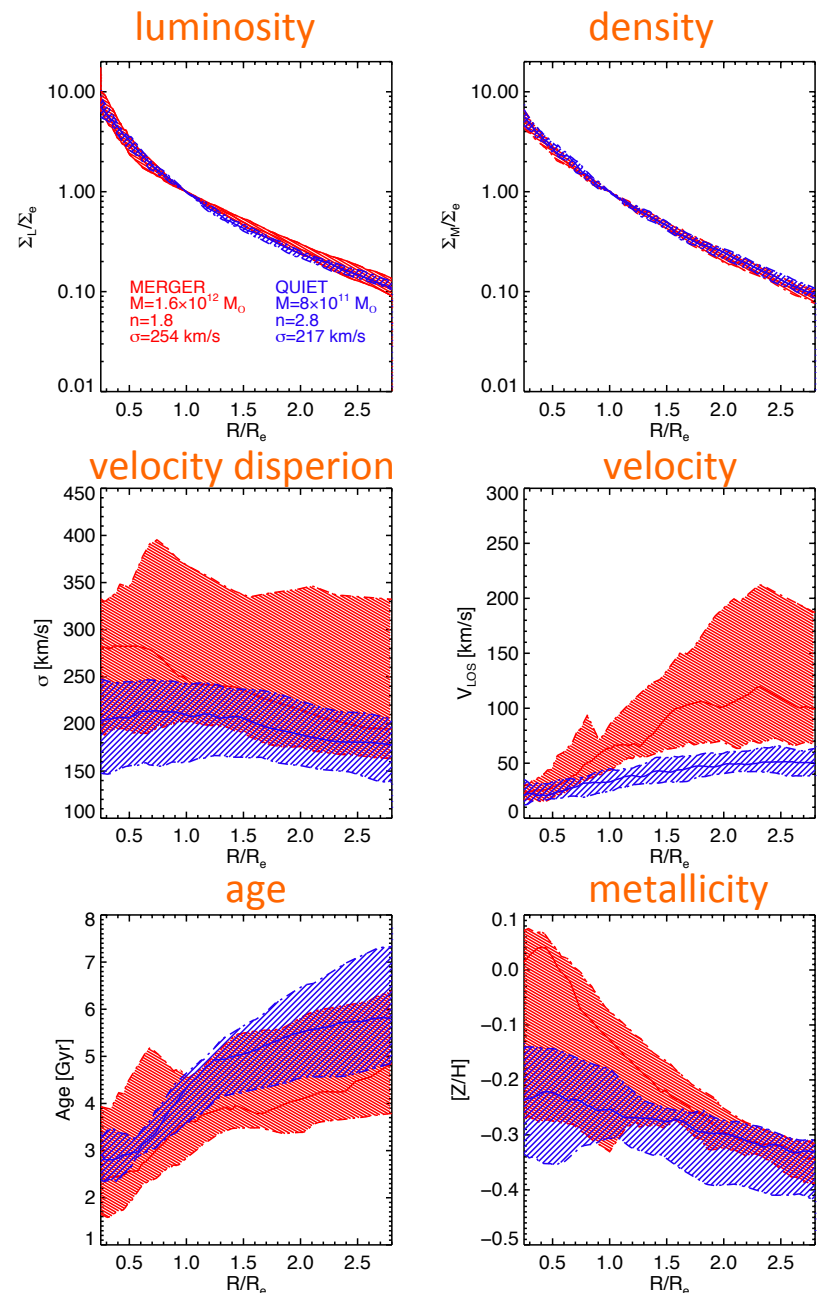 luminosity
density
10.00
1.00
0.10
0.01
Σ_L/Σ_e
MERGER
M=1.6×10^12 M_O
n=1.8
σ=254 km/s
QUIET
M=8×10^11 M_O
n=2.8
σ=217 km/s
0.5 1.0 1.5 2.0 2.5
R/R_e
10.00
1.00
0.10
0.01
Σ_M/Σ_e
0.5 1.0 1.5 2.0 2.5
R/R_e
velocity disperion
velocity
450
400
350
300
250
200
150
100
σ [km/s]
0.5 1.0 1.5 2.0 2.5
R/R_e
300
250
200
150
100
50
0
V_LOS [km/s]
0.5 1.0 1.5 2.0 2.5
R/R_e
age
metallicity
8
7
6
5
4
3
2
1
Age [Gyr]
0.5 1.0 1.5 2.0 2.5
R/R_e
0.1
0.0
−0.1
−0.2
−0.3
−0.4
−0.5
[Z/H]
0.5 1.0 1.5 2.0 2.5
R/R_e